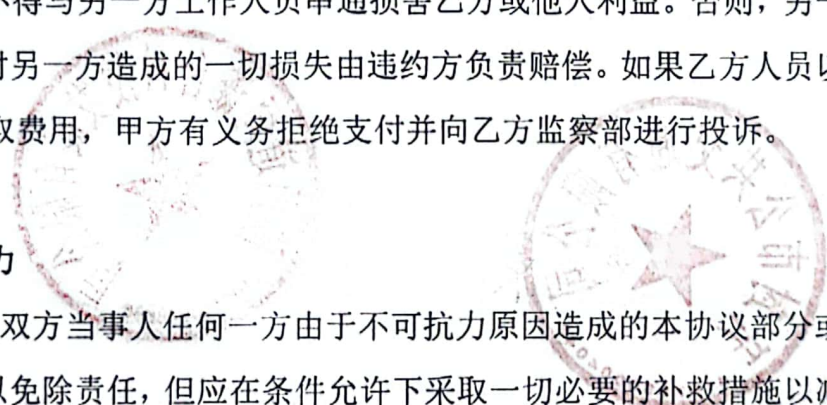 不得与另一方工作人员串通损害乙方或他人利益。否则，另一
对另一方造成的一切损失由违约方负责赔偿。如果乙方人员以
取费用，甲方有义务拒绝支付并向乙方监察部进行投诉。
力
双方当事人任何一方由于不可抗力原因造成的本协议部分或
以免除责任，但应在条件允许下采取一切必要的补救措施以减